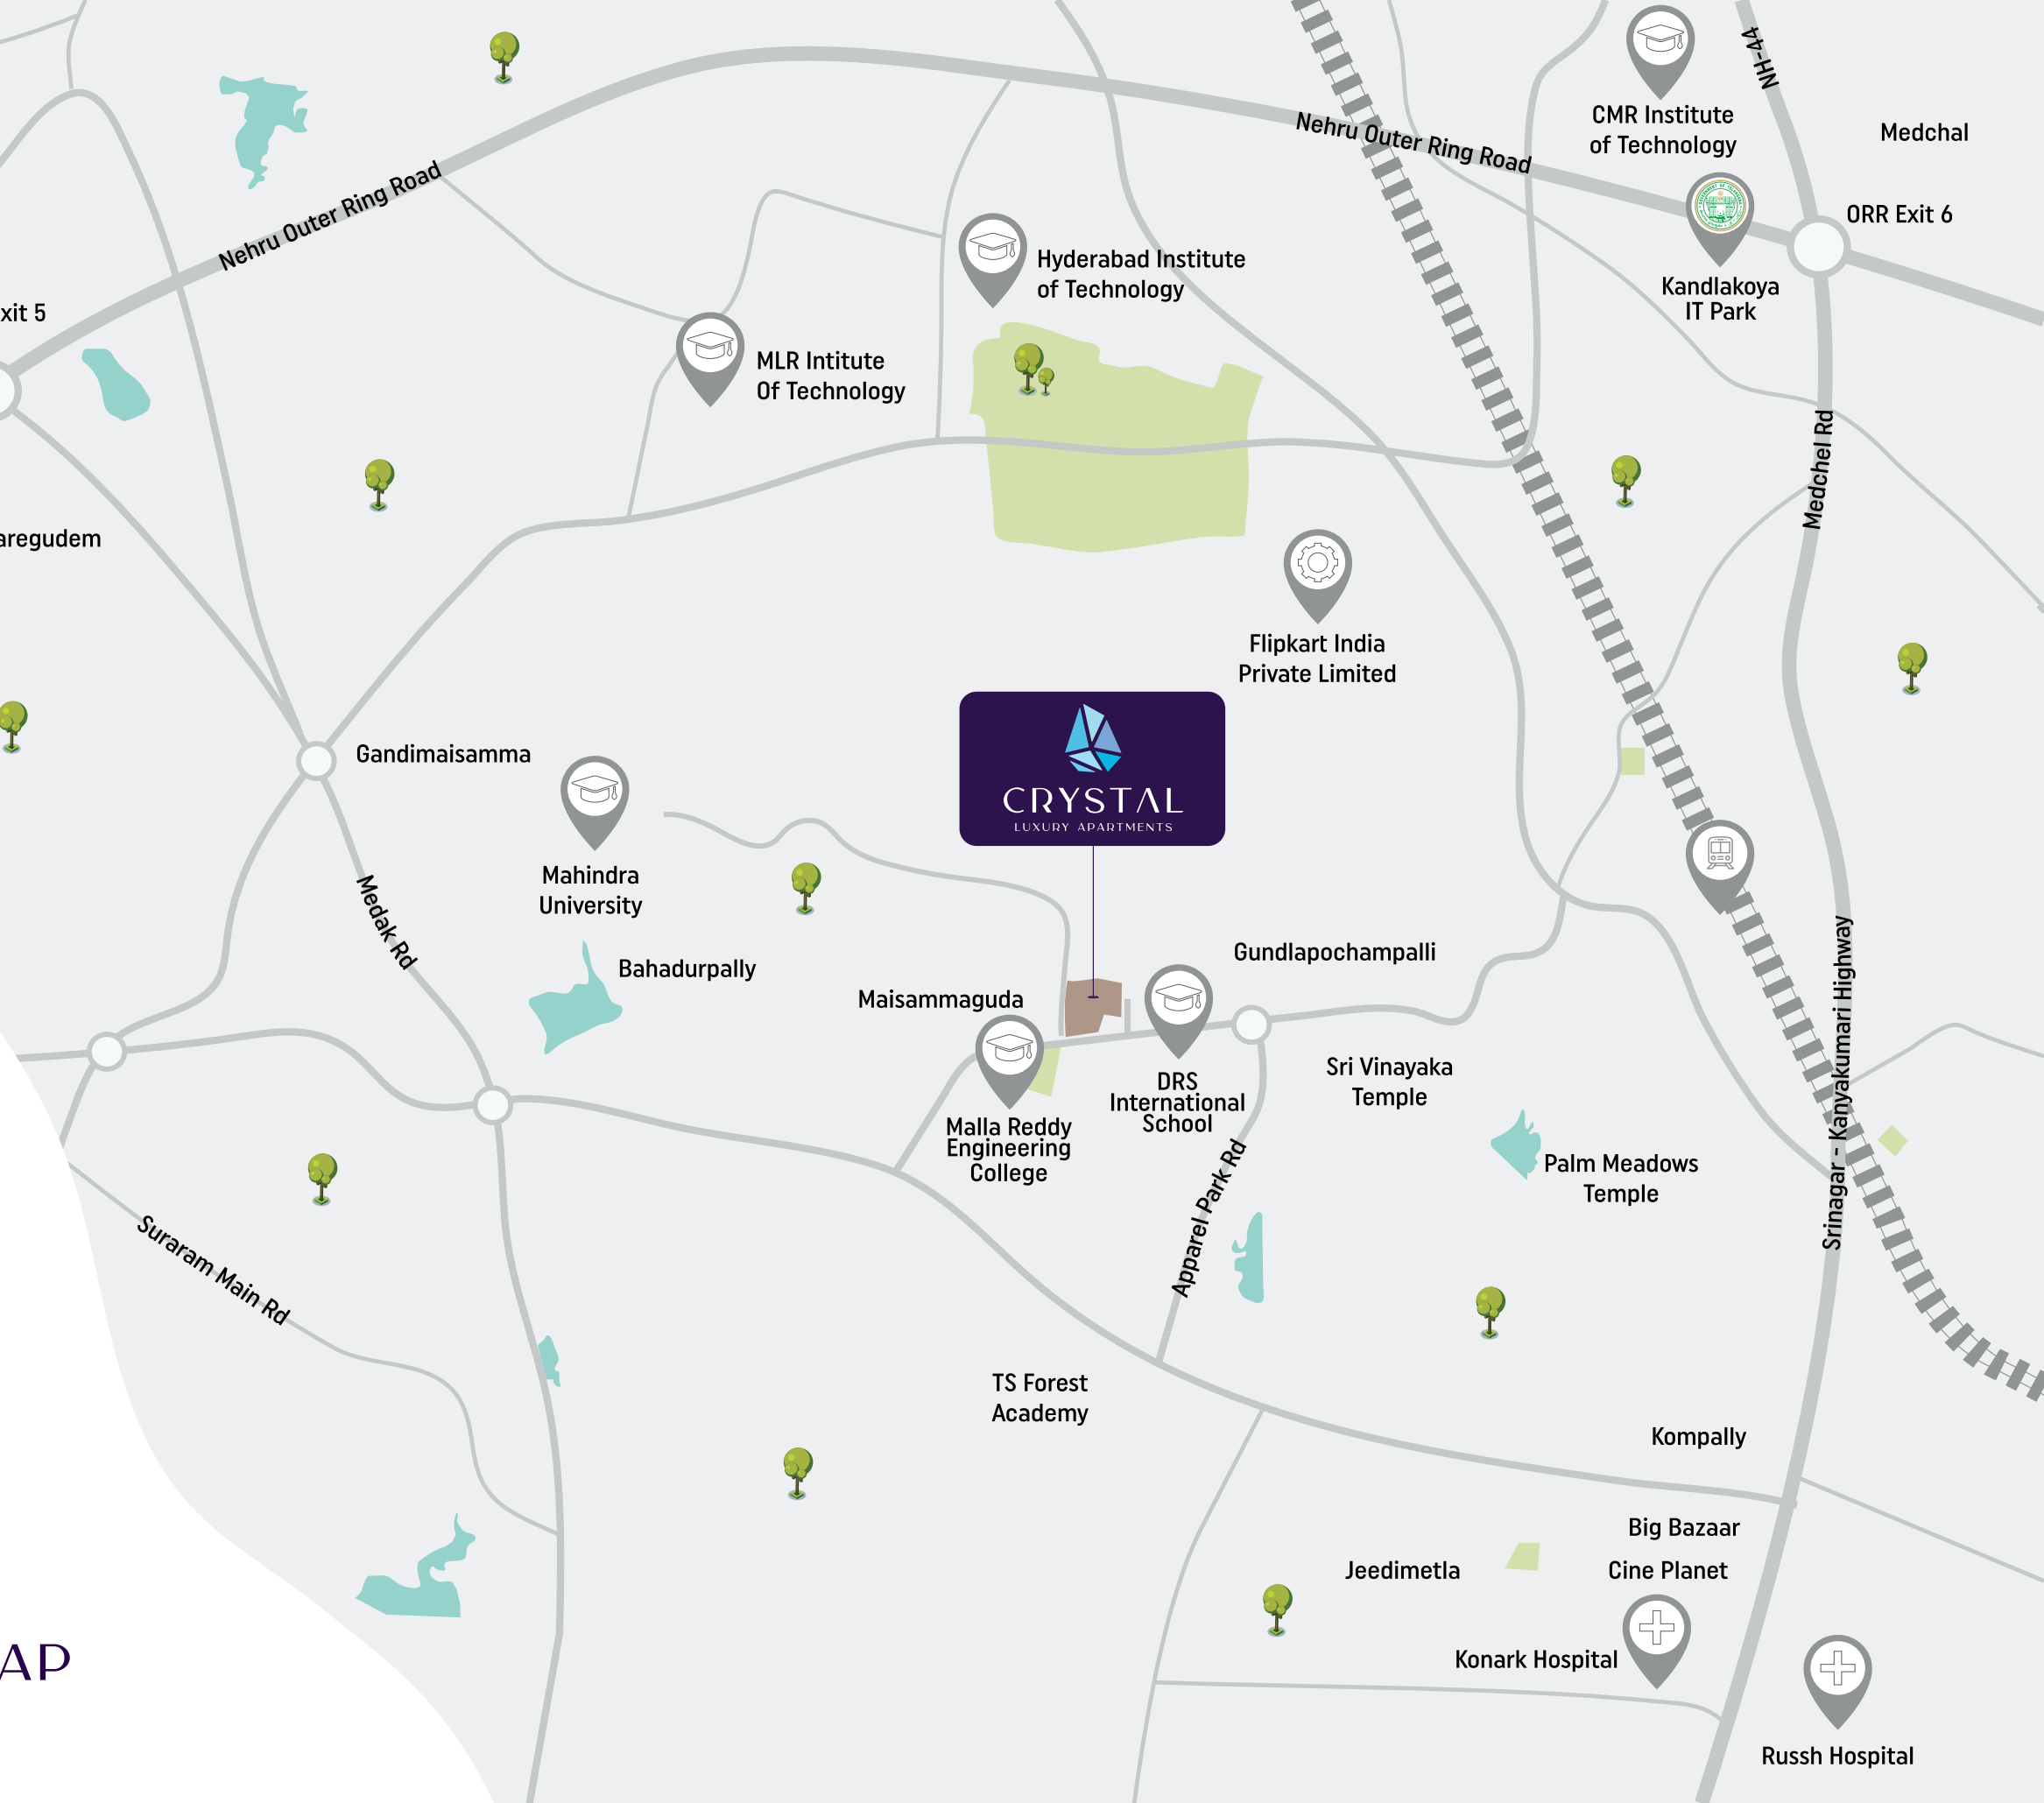 NH-44
CMR Institute
of Technology
Medchal
Nehru Outer Ring Road
Nehru Outer Ring Road
ORR Exit 6
Hyderabad Institute
of Technology
Kandlakoya
IT Park
xit 5
MLR Intitute
Of Technology
Medchel Rd
aregudem
Flipkart India
Private Limited
Gandimaisamma
CRYSTAL
LUXURY APARTMENTS
Mahindra
University
Medak Rd
Bahadurpally
Gundlapochampalli
Maisammaguda
Srinagar - Kanyakumari Highway
DRS
International
School
Sri Vinayaka
Temple
Malla Reddy
Engineering
College
Palm Meadows
Temple
Apparel Park Rd
Suraram Main Rd
TS Forest
Academy
Kompally
Big Bazaar
Jeedimetla
Cine Planet
Konark Hospital
AP
Russh Hospital